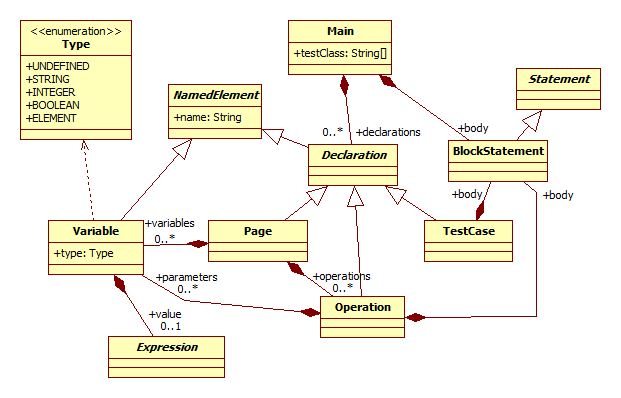 <<enumeration>>
Type
+UNDEFINED
+STRING
+INTEGER
+BOOLEAN
+ELEMENT
Main
+testClass: String[]
Statement
NamedElement
+name: String
0..*
+declarations
+body
Declaration
BlockStatement
+body
+body
Variable
+type: Type
+variables
0..*
Page
TestCase
+parameters
0..*
+operations
0..*
Operation
+value
0..1
Expression